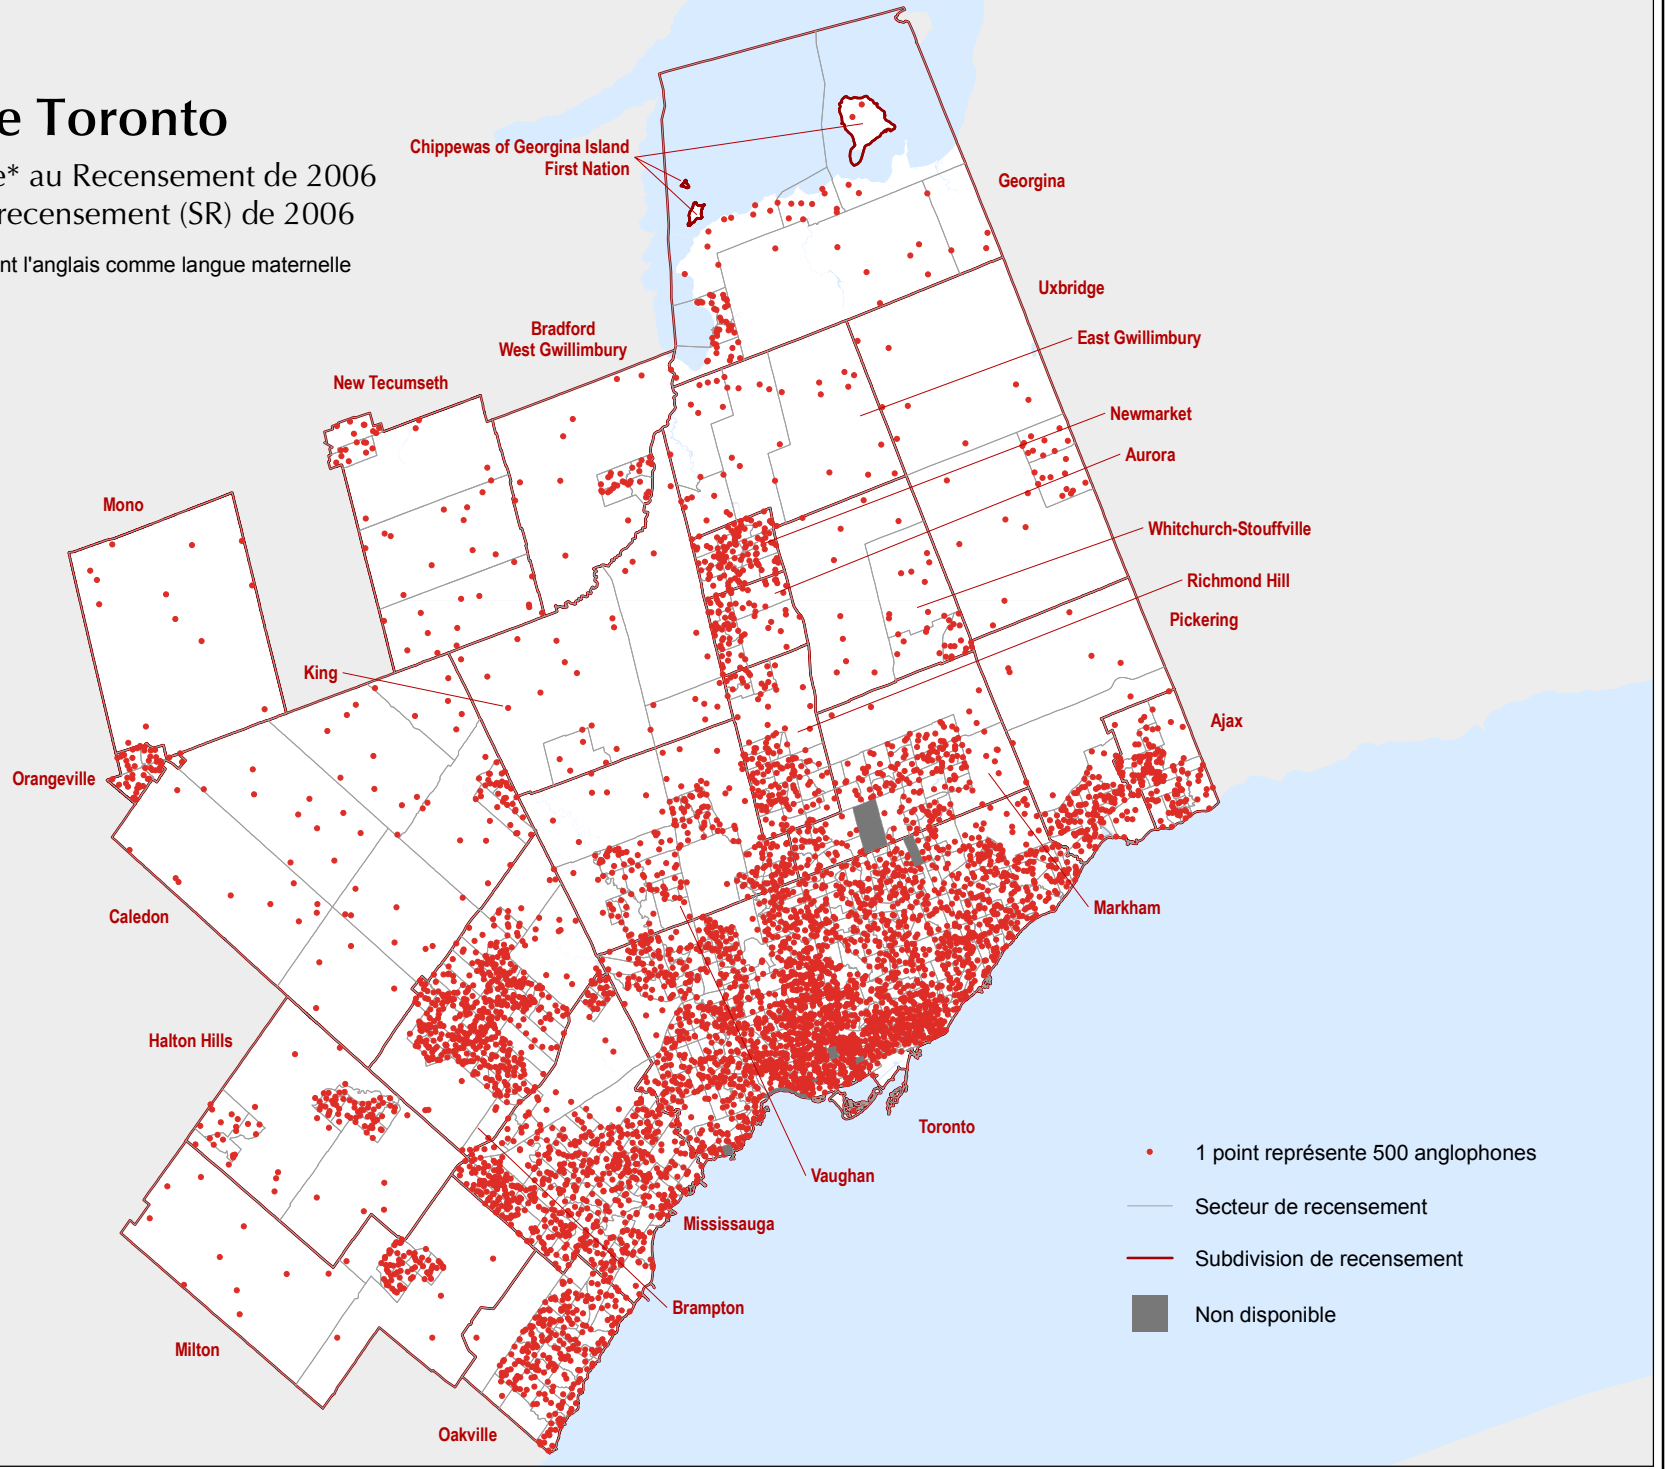 e Toronto
e* au Recensement de 2006
recensement (SR) de 2006
nt l'anglais comme langue maternelle
Chippewas of Georgina Island
First Nation
Georgina
Uxbridge
Bradford
West Gwillimbury
East Gwillimbury
New Tecumseth
Newmarket
Aurora
Mono
Whitchurch-Stouffville
Richmond Hill
Pickering
King
Ajax
Orangeville
Markham
Caledon
Halton Hills
Toronto
Vaughan
Mississauga
Brampton
Milton
Oakville
1 point représente 500 anglophones
Secteur de recensement
Subdivision de recensement
Non disponible